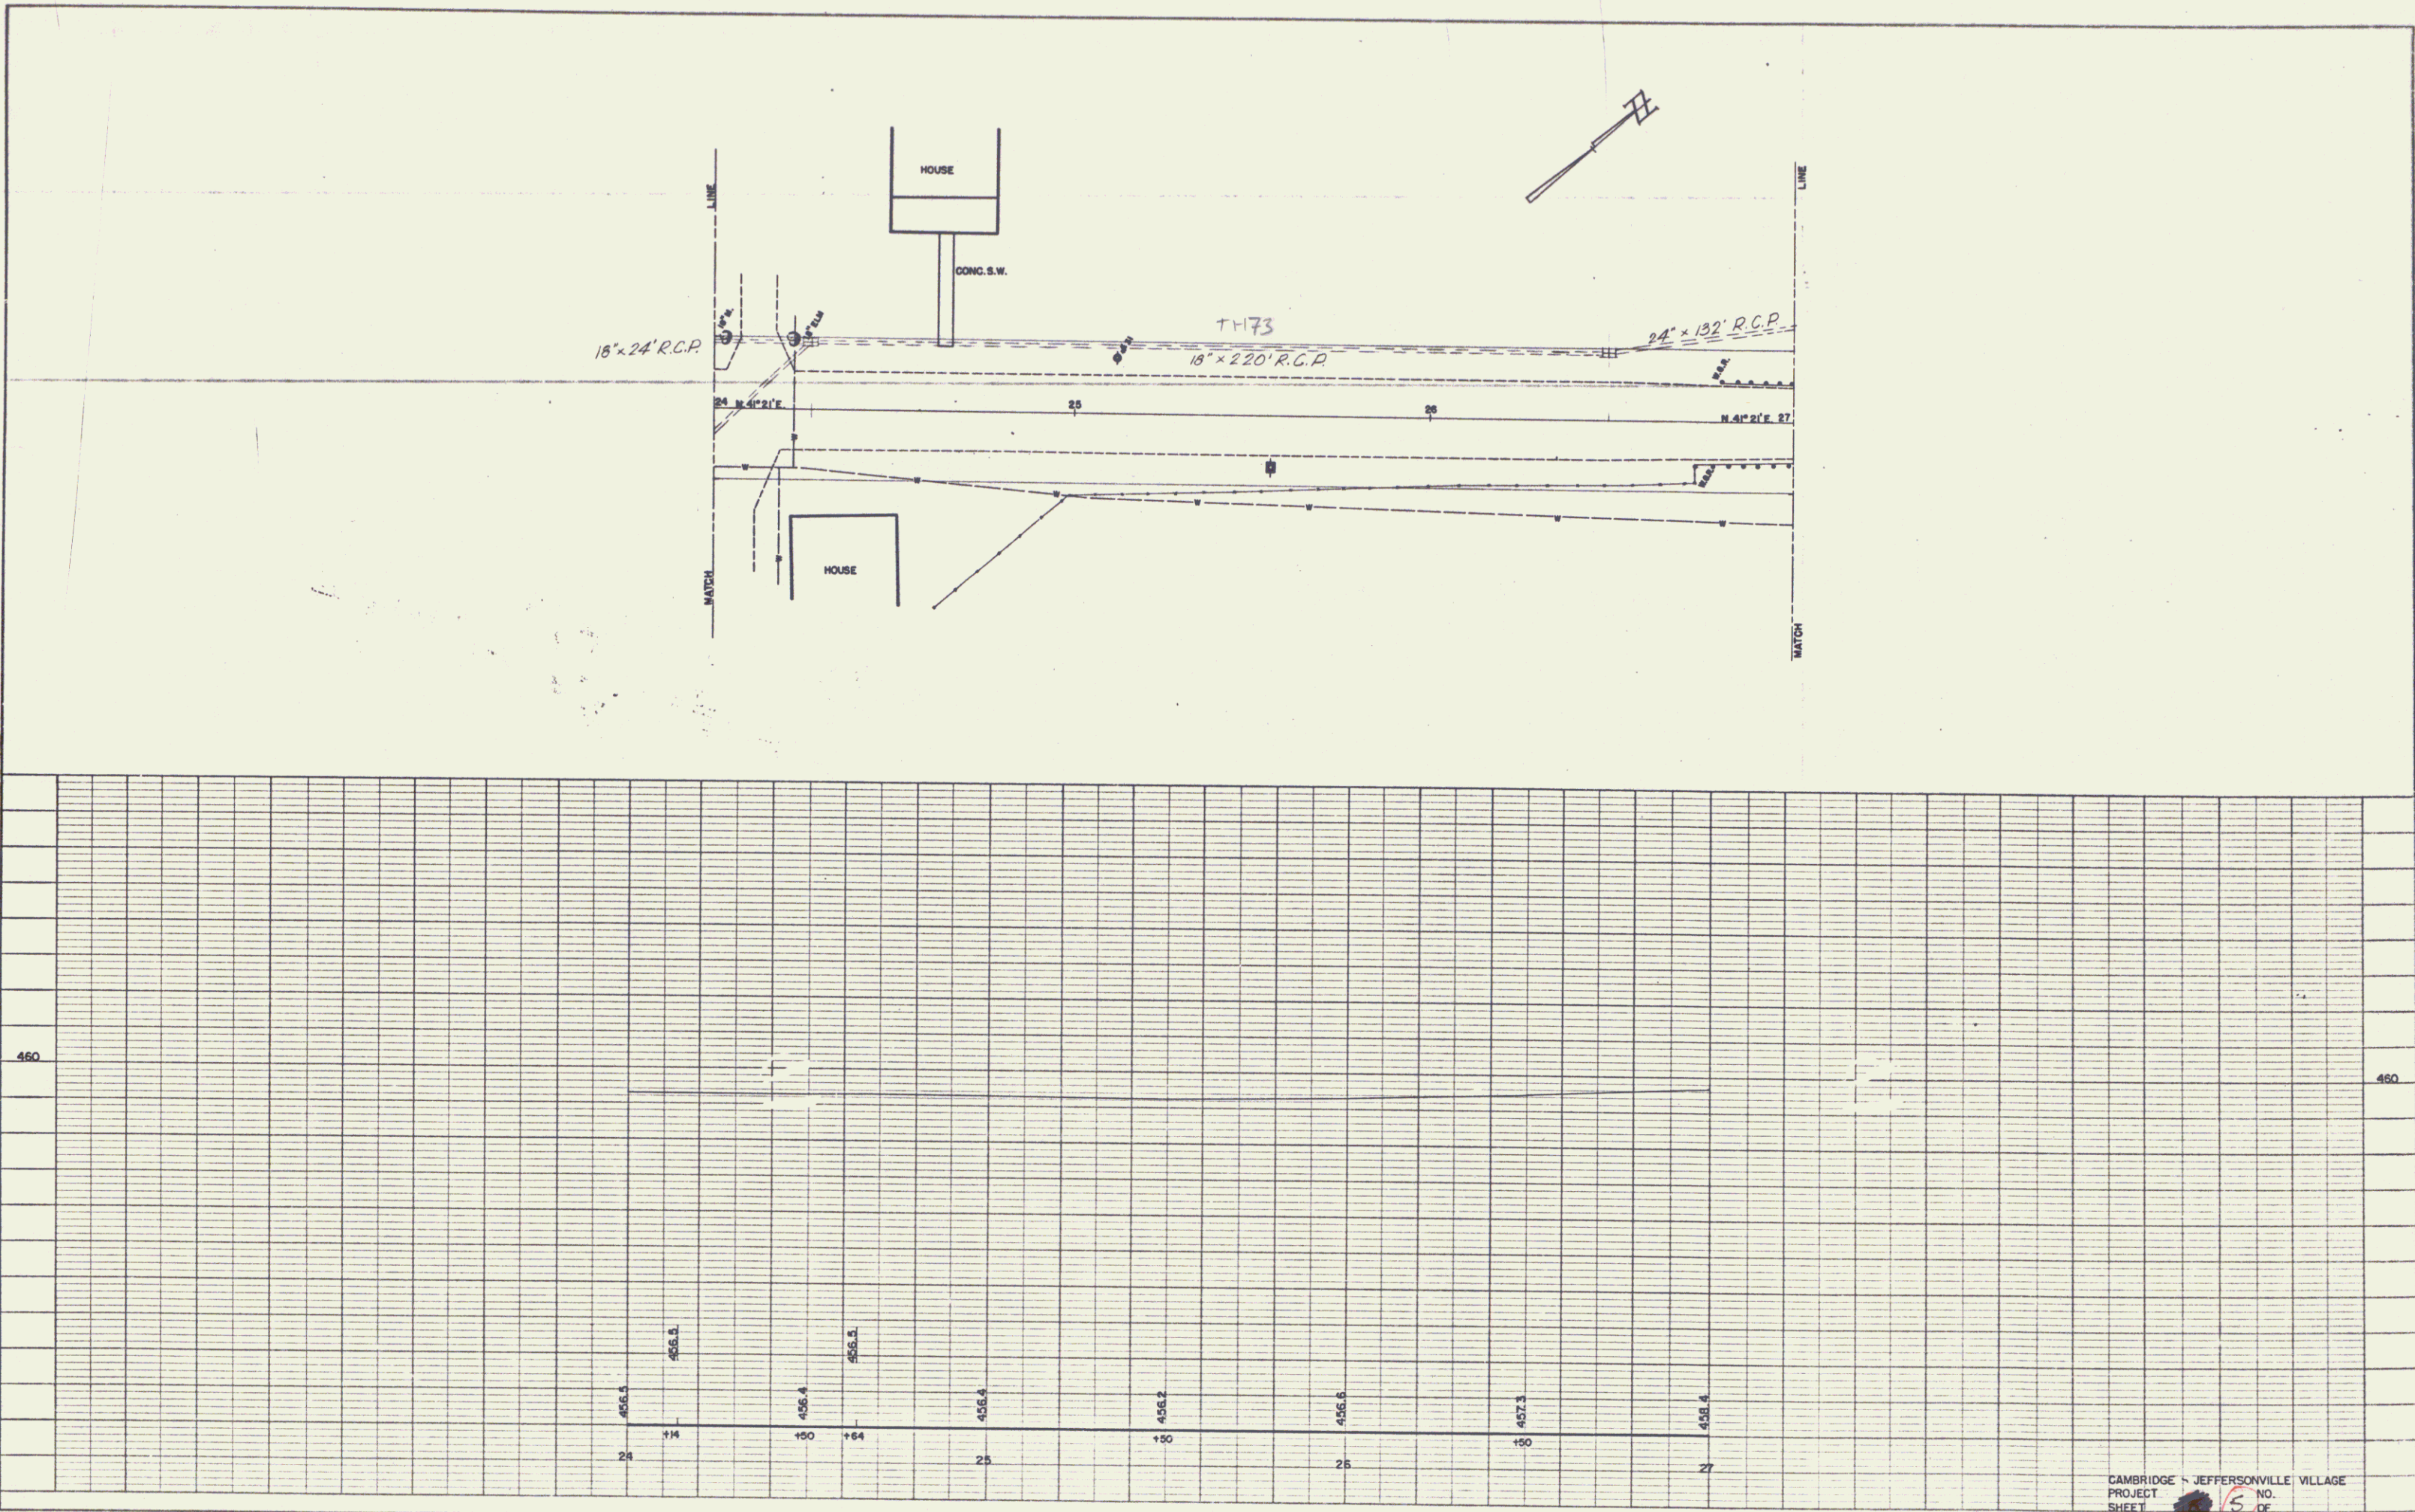 HOUSE
LINE
LINE
CONC. S.W.
18" ELM
TH73
24" x 132' R.C.P.
18" x 24' R.C.P.
18" x 220' R.C.P.
W.G.R.
24 N. 41° 21' E.
25
26
N. 41° 21' E. 27
W
W
W
W
W
W
W
W
W
W.G.R.
HOUSE
MATCH
MATCH
460
460
456.5
456.5
456.5
456.4
456.4
456.2
456.6
457.3
458.4
+14
+50
+64
+50
+50
24
25
26
27
CAMBRIDGE - JEFFERSONVILLE VILLAGE
PROJECT NO.
SHEET 5 OF